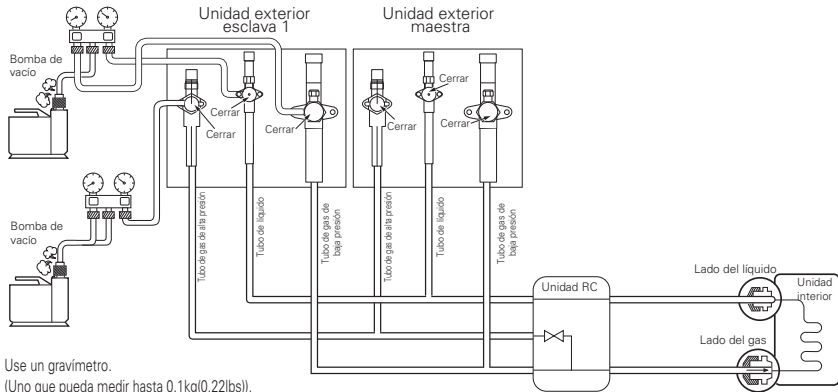 Unidad exterior
esclava 1
Unidad exterior
maestra
Bomba de
vacío
Cerrar
Cerrar
Cerrar
Cerrar
Cerrar
Cerrar
Bomba de
vacío
Tubo de gas de alta presión
Tubo de líquido
Tubo de gas de
baja presión
Tubo de gas de alta presión
Tubo de líquido
Tubo de gas de
baja presión
Unidad RC
Lado del líquido
Unidad
interior
Lado del gas
Use un gravímetro.
(Uno que pueda medir hasta 0.1kg(0.22lbs)).